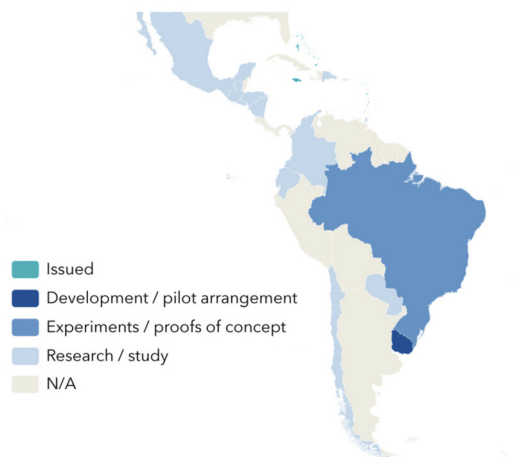 Issued
Development / pilot arrangement
Experiments / proofs of concept
Research / study
N/A